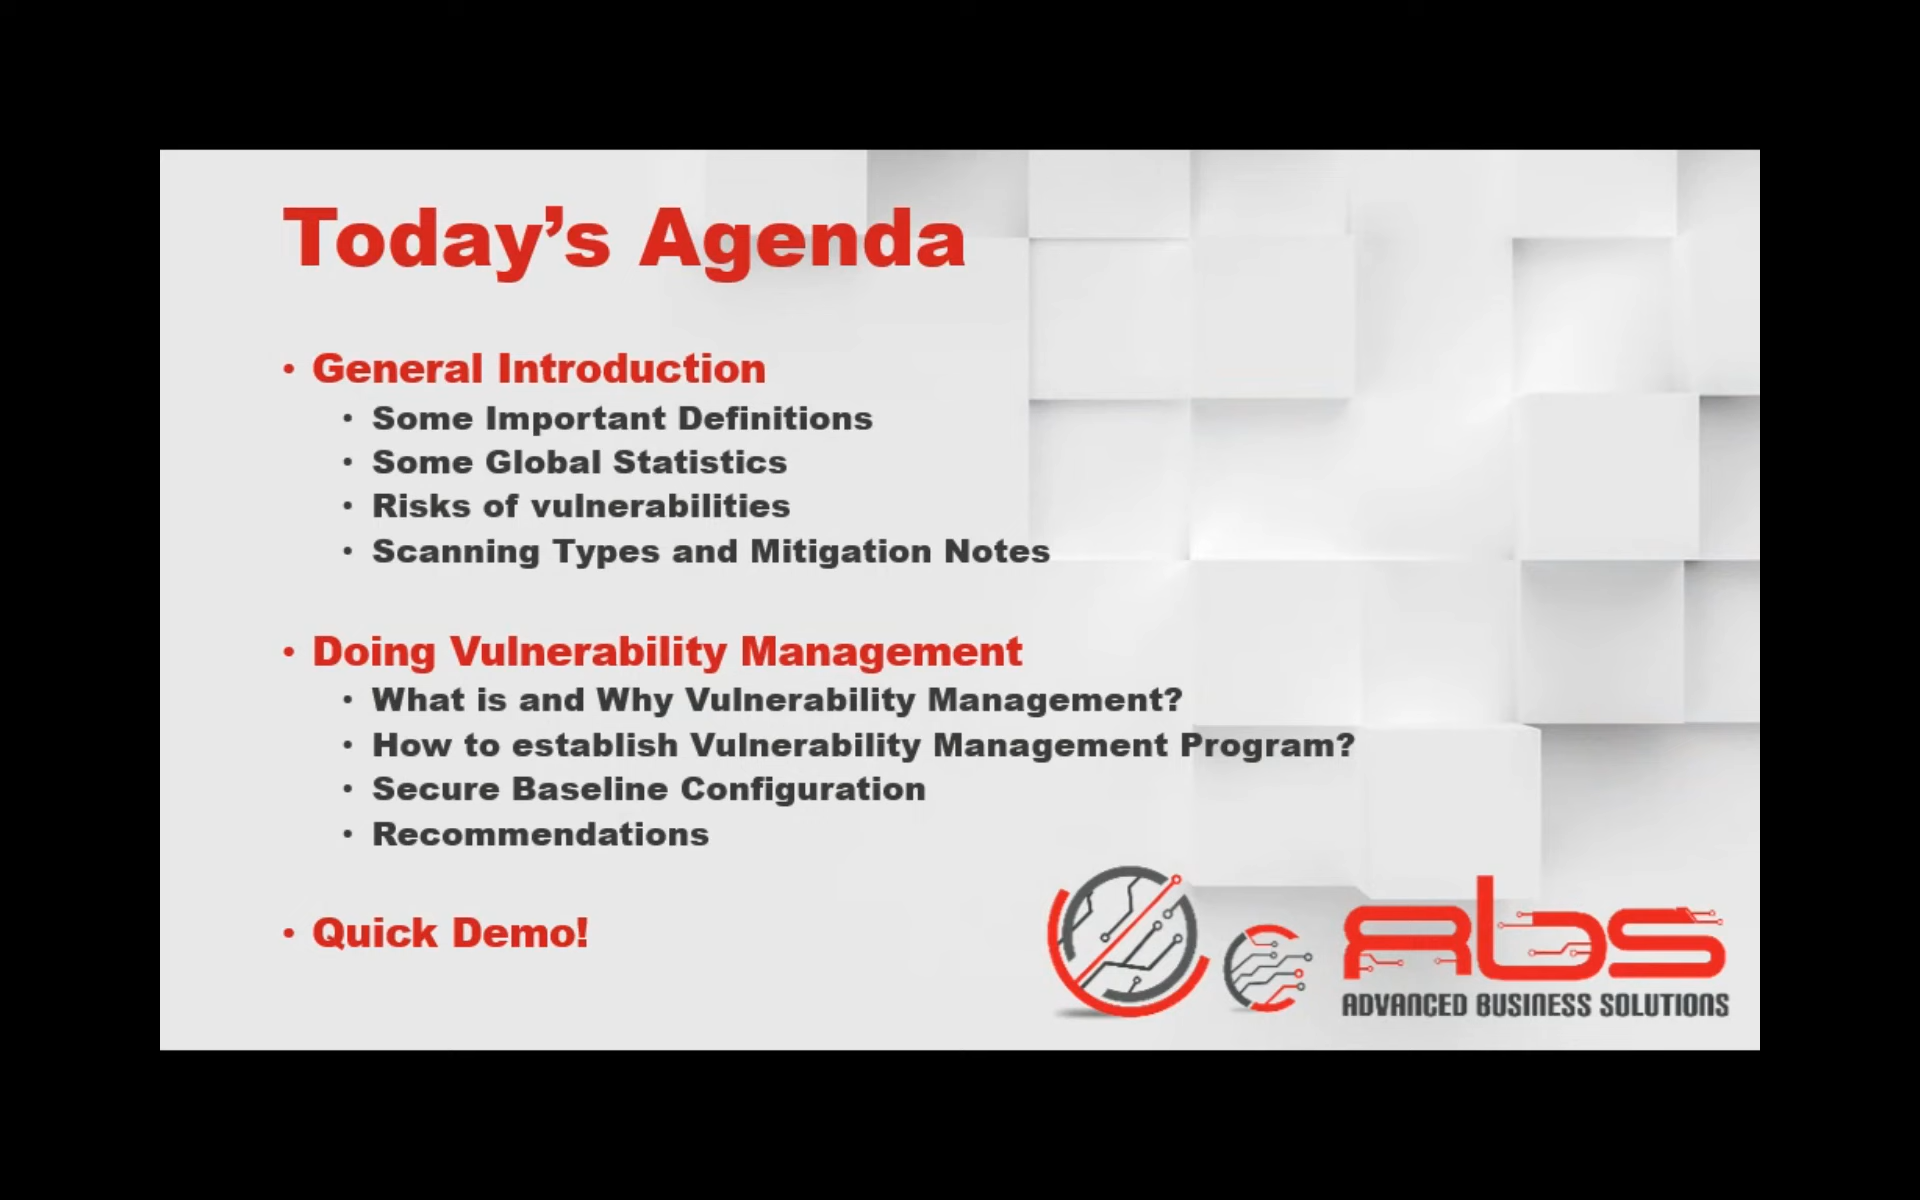 Today’s Agenda
• General Introduction
• Some Important Definitions
• Some Global Statistics
• Risks of vulnerabilities
• Scanning Types and Mitigation Notes
• Doing Vulnerability Management
• What is and Why Vulnerability Management?
• How to establish Vulnerability Management Program?
• Secure Baseline Configuration
• Recommendations
• Quick Demo!
Abs
ADVANCED BUSINESS SOLUTIONS